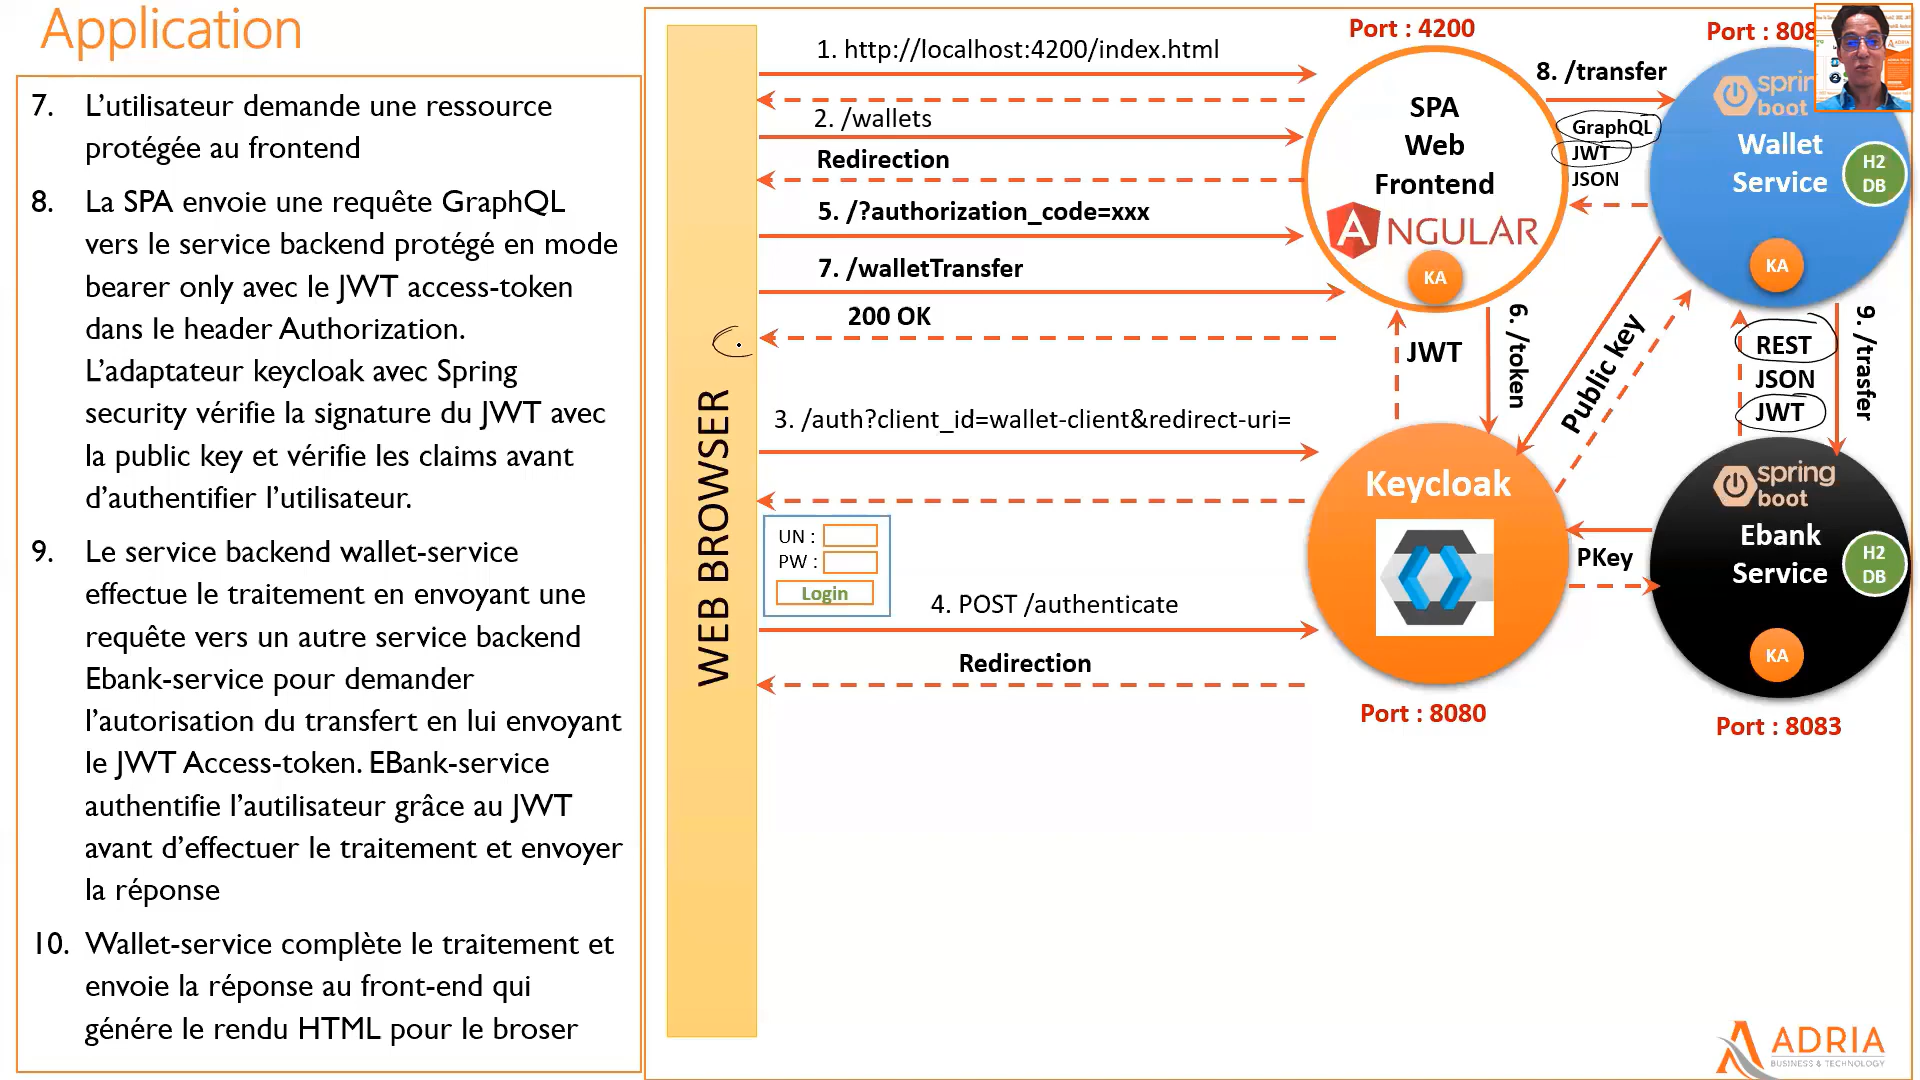 Application
7. L’utilisateur demande une ressource
protégée au frontend
8. La SPA envoie une requête GraphQL
vers le service backend protégé en mode
bearer only avec le JWT access-token
dans le header Authorization.
L’adaptateur keycloak avec Spring
security vérifie la signature du JWT avec
la public key et vérifie les claims avant
d’authentifier l’utilisateur.
9. Le service backend wallet-service
effectue le traitement en envoyant une
requête vers un autre service backend
Ebank-service pour demander
l’autorisation du transfert en lui envoyant
le JWT Access-token. EBank-service
authentifie l’autilisateur grâce au JWT
avant d’effectuer le traitement et envoyer
la réponse
10. Wallet-service complète le traitement et
envoie la réponse au front-end qui
génére le rendu HTML pour le broser
WEB BROWSER
1. http://localhost:4200/index.html
2. /wallets
Redirection
5. /?authorization_code=xxx
7. /walletTransfer
200 OK
3. /auth?client_id=wallet-client&redirect-uri=
UN :
PW :
Login
4. POST /authenticate
Redirection
Port : 4200
SPA
Web
Frontend
ANGULAR
KA
8. /transfer
GraphQL
JWT
JSON
Port : 808
spring
boot
Wallet
Service
H2
DB
KA
JWT
6. /token
Public key
REST
JSON
JWT
9. /trasfer
Keycloak
Port : 8080
PKey
spring
boot
Ebank
Service
H2
DB
KA
Port : 8083
ADRIA
BUSINESS & TECHNOLOGY